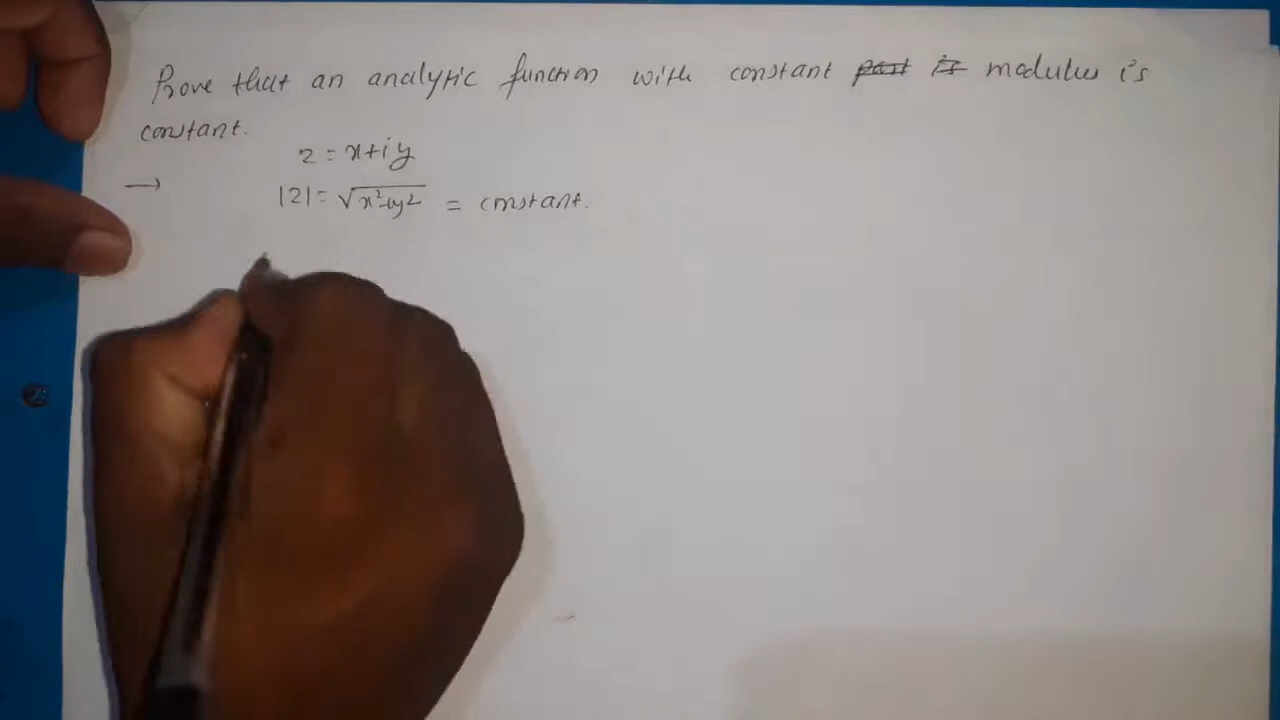 Prove that an analytic function with constant part is modulus is
constant.
z = x+iy
→ |z| = √x²+y² = constant.